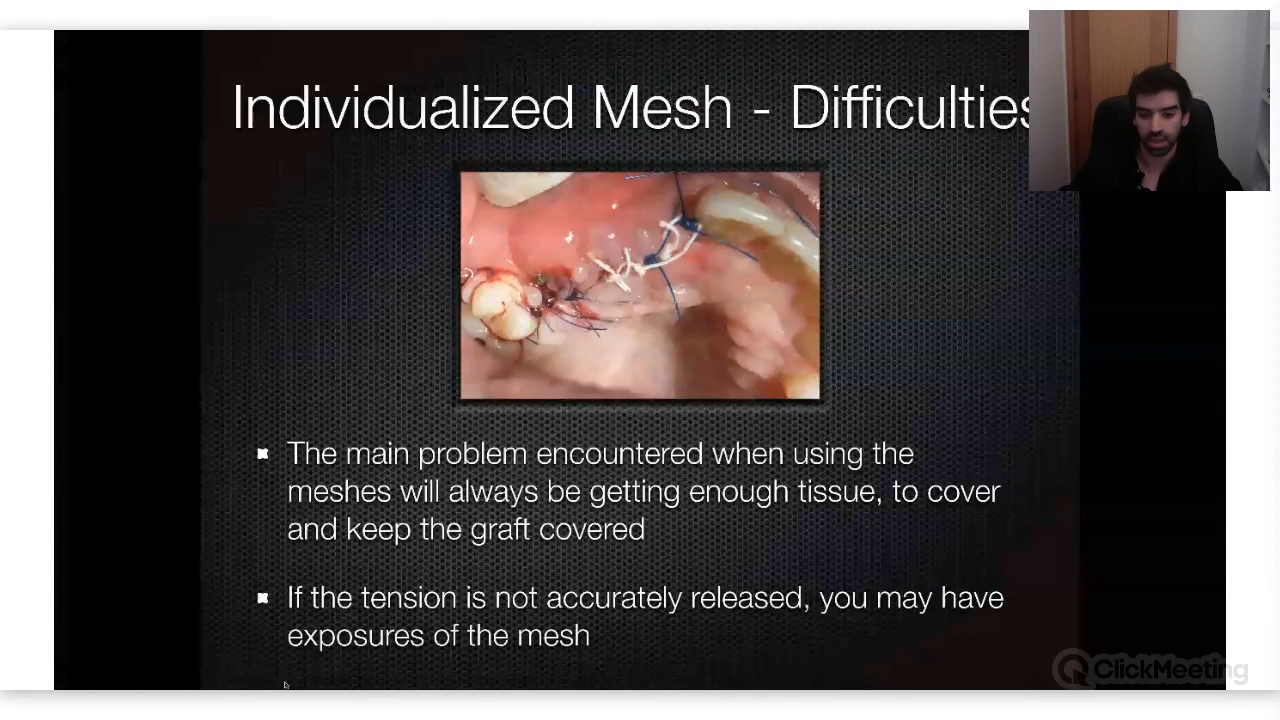 Individualized Mesh - Difficulties
The main problem encountered when using the
meshes will always be getting enough tissue, to cover
and keep the graft covered
If the tension is not accurately released, you may have
exposures of the mesh
ClickMeeting